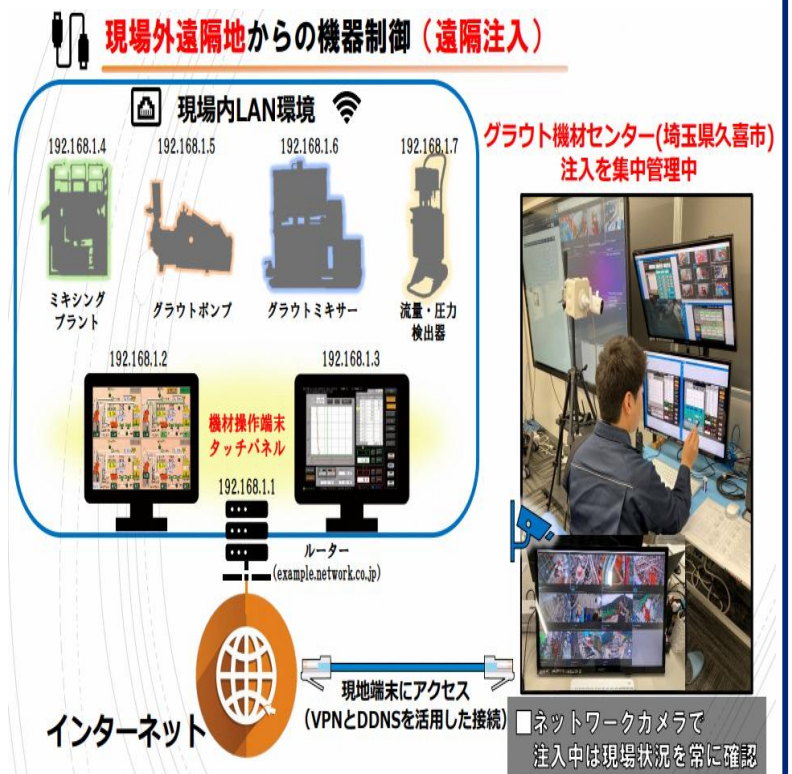 現場外遠隔地からの機器制御（遠隔注入）
現場内LAN環境
192.168.1.4
192.168.1.5
192.168.1.6
192.168.1.7
ミキシング
プラント
グラウトポンプ
グラウトミキサー
流量・圧力
検出器
192.168.1.2
192.168.1.3
機材操作端末
タッチパネル
192.168.1.1
ルーター
(example.network.co.jp)
インターネット
現地端末にアクセス
（VPNとDDNSを活用した接続）
グラウト機材センター(埼玉県久喜市)
注入を集中管理中
■ネットワークカメラで
注入中は現場状況を常に確認